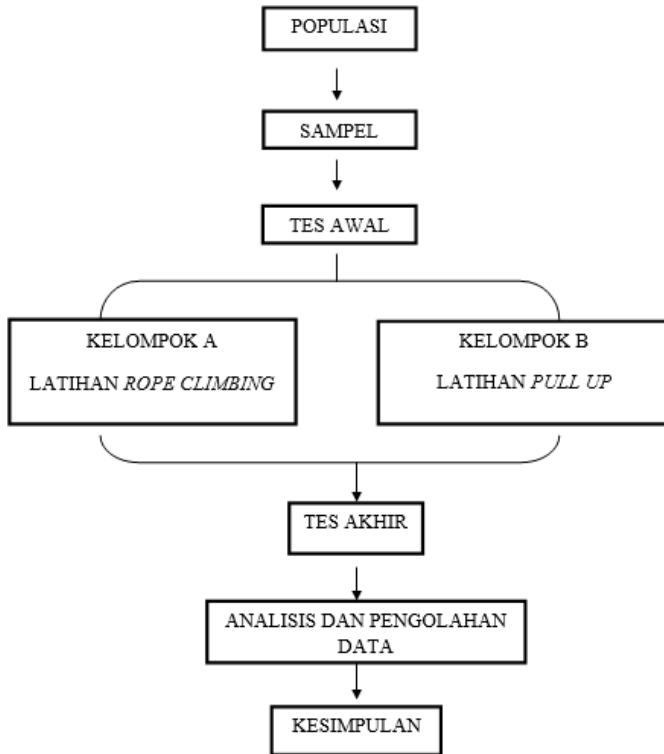 POPULASI
SAMPEL
TES AWAL
KELOMPOK A
LATIHAN ROPE CLIMBING
KELOMPOK B
LATIHAN PULL UP
TES AKHIR
ANALISIS DAN PENGOLAHAN
DATA
KESIMPULAN